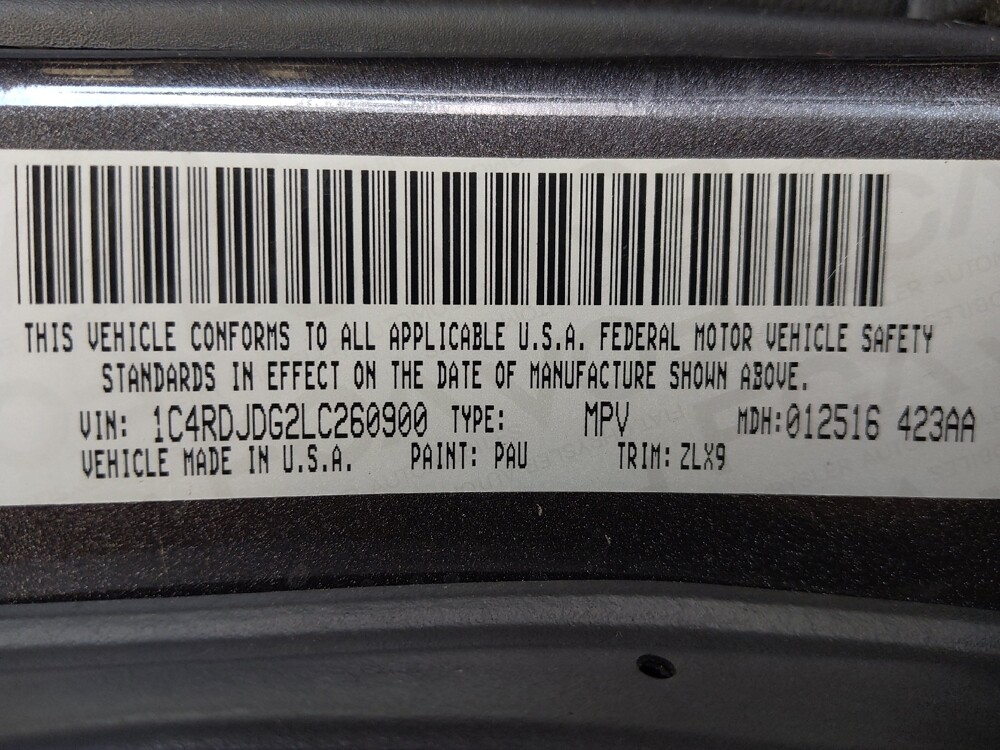 THIS VEHICLE CONFORMS TO ALL APPLICABLE U.S.A. FEDERAL MOTOR VEHICLE SAFETY
STANDARDS IN EFFECT ON THE DATE OF MANUFACTURE SHOWN ABOVE.
VIN: 1C4RDJDG2LC260900 TYPE: MPV MDH:012516 423AA
VEHICLE MADE IN U.S.A. PAINT: PAU TRIM: ZLX9